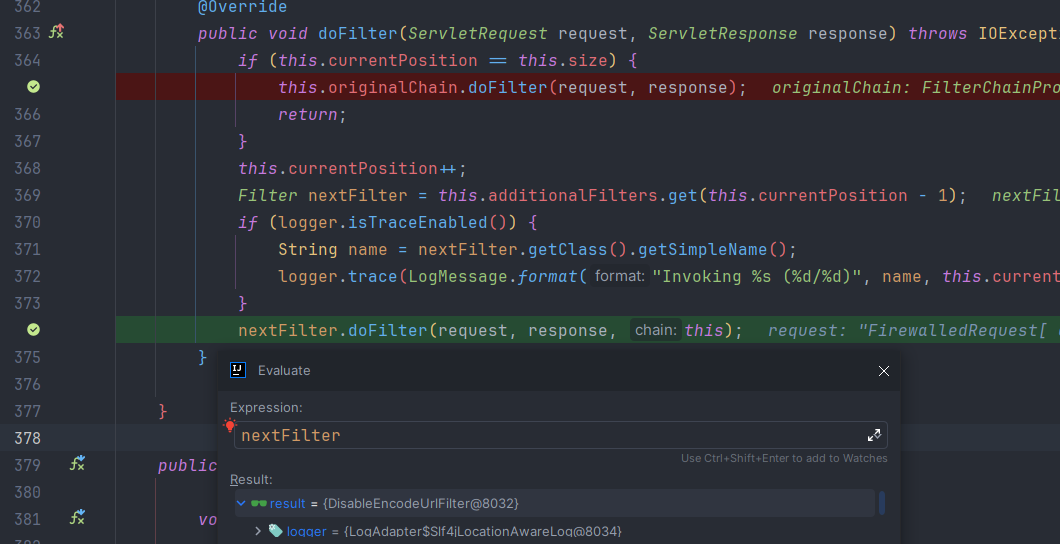 362 @Override
363 public void doFilter(ServletRequest request, ServletResponse response) throws IOExcepti
364 if (this.currentPosition == this.size) {
this.originalChain.doFilter(request, response); originalChain: FilterChainPro
366 return;
367 }
368 this.currentPosition++;
369 Filter nextFilter = this.additionalFilters.get(this.currentPosition - 1); nextFil
370 if (logger.isTraceEnabled()) {
371 String name = nextFilter.getClass().getSimpleName();
372 logger.trace(LogMessage.format( format: "Invoking %s (%d/%d)", name, this.current
373 }
nextFilter.doFilter(request, response, chain: this); request: "FirewalledRequest[
375 }
Evaluate
376
Expression:
377 }
378 nextFilter
Use Ctrl+Shift+Enter to add to Watches
379 public
Result:
380
result = {DisableEncodeUrlFilter@8032}
381 vo
logger = {LogAdapter$Slf4jLocationAwareLog@8034}